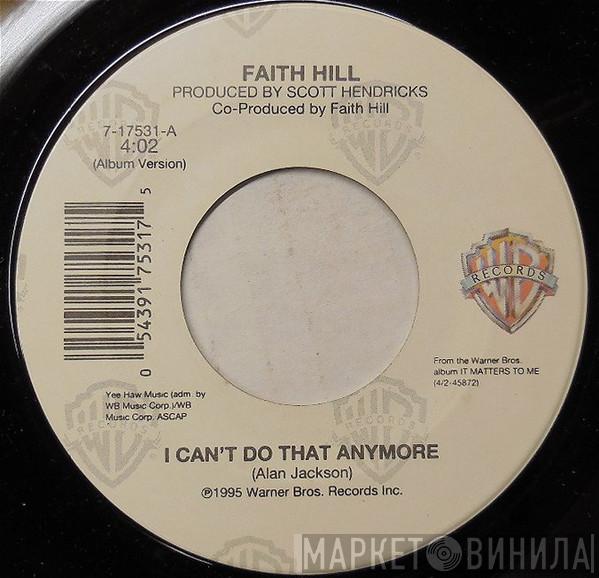 FAITH HILL
PRODUCED BY SCOTT HENDRICKS
Co-Produced by Faith Hill
7-17531-A
4:02
(Album Version)
0 54391 75317 5
WB
RECORDS
From the Warner Bros.
album IT MATTERS TO ME
(4/2-45872)
Yee Haw Music (adm. by
WB Music Corp.)/WB
Music Corp. ASCAP
I CAN'T DO THAT ANYMORE
(Alan Jackson)
℗1995 Warner Bros. Records Inc.
МАРКЕТ ВИНИЛА